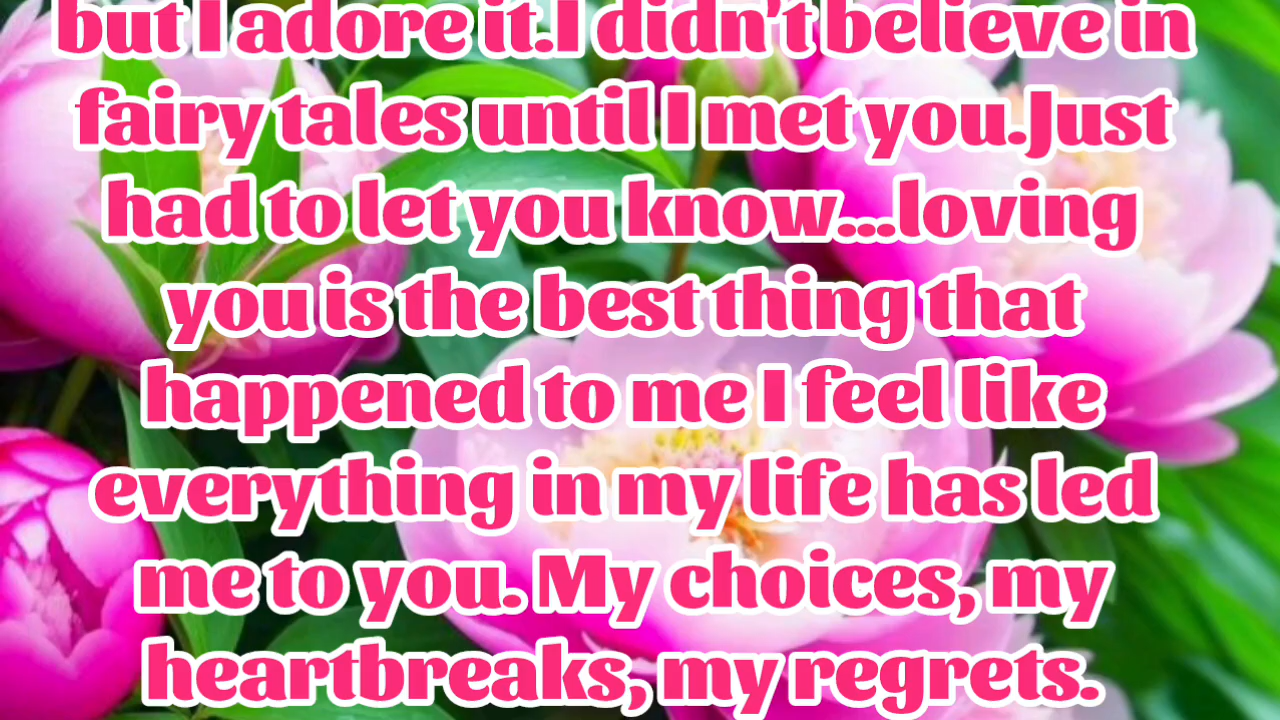 but I adore it.I didn't believe in
fairy tales until I met you.Just
had to let you know...loving
you is the best thing that
happened to me I feel like
everything in my life has led
me to you. My choices, my
heartbreaks, my regrets.